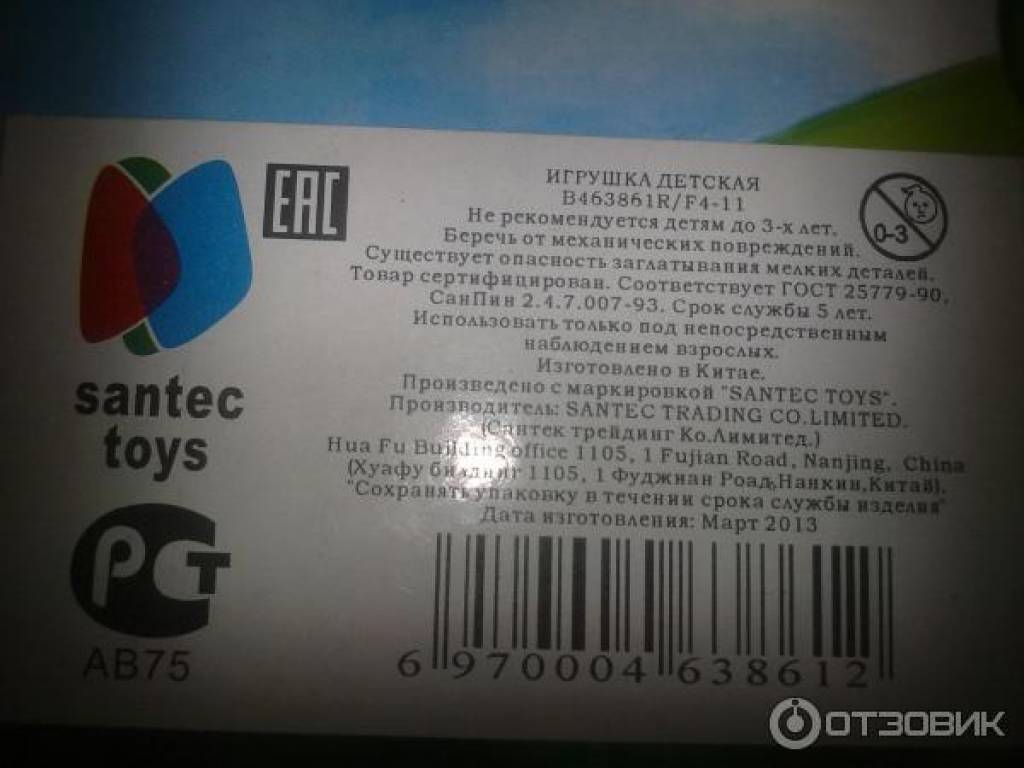 santec
toys
EAC
PCT
AB75
ИГРУШКА ДЕТСКАЯ
B463861R/F4-11
Не рекомендуется детям до 3-х лет.
Беречь от механических повреждений.
Существует опасность заглатывания мелких деталей.
Товар сертифицирован. Соответствует ГОСТ 25779-90,
СанПин 2.4.7.007-93. Срок службы 5 лет.
Использовать только под непосредственным
наблюдением взрослых.
Изготовлено в Китае.
Произведено с маркировкой "SANTEC TOYS".
Производитель: SANTEC TRADING CO.LIMITED.
(Сантек трейдинг Ко.Лимитед.)
Hua Fu Building office 1105, 1 Fujian Road, Nanjing, China
(Хуафу билдинг 1105, 1 Фуджиан Роад,Нанкин,Китай).
"Сохранять упаковку в течении срока службы изделия"
Дата изготовления: Март 2013
0-3
6 970004 638612
ОТЗОВИК